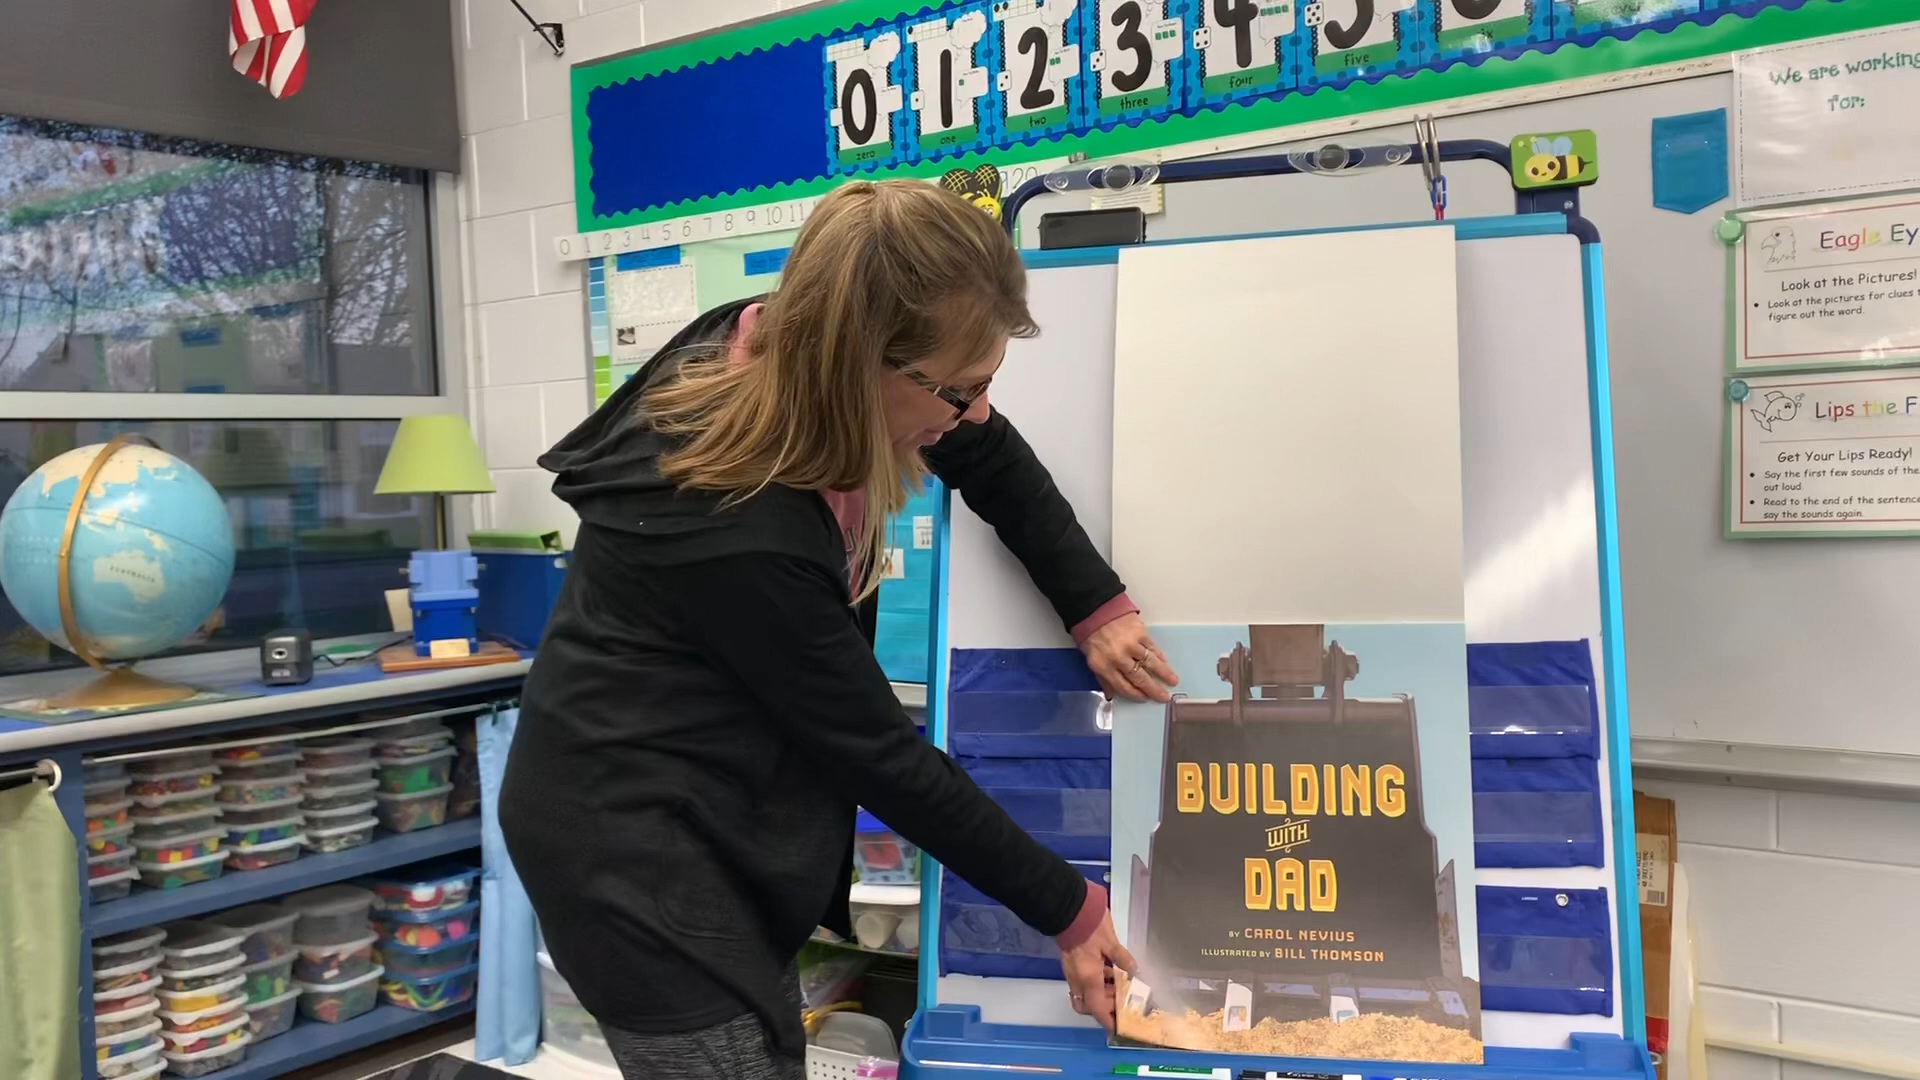 0 1 2 3 4 5
zero one two three four five six
We are working
for:
20
0 1 2 3 4 5 6 7 8 9 10 11
Eagle Ey
Look at the Pictures!
• Look at the pictures for clues t
figure out the word.
Lips the F
Get Your Lips Ready!
• Say the first few sounds of the
out loud.
• Read to the end of the sentence
say the sounds again.
AUSTRALIA
BUILDING
WITH
DAD
BY CAROL NEVIUS
ILLUSTRATED BY BILL THOMSON